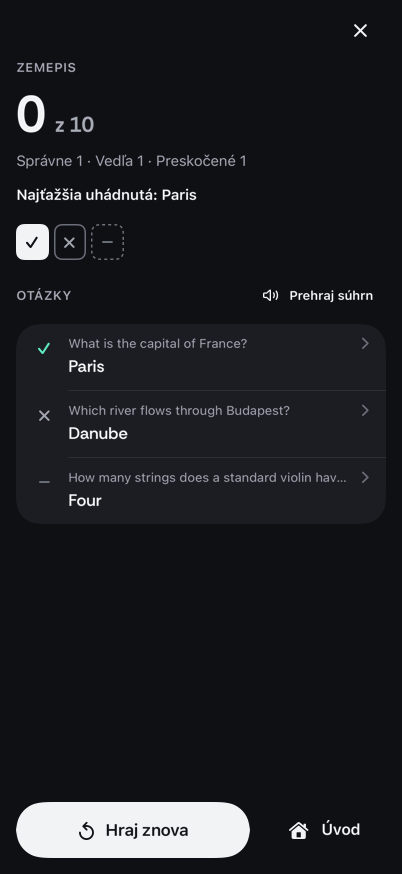 ZEMEPIS
0 z 10
Správne 1 · Vedľa 1 · Preskočené 1
Najťažšia uhádnutá: Paris
OTÁZKY
Prehraj súhrn
What is the capital of France?
Paris
Which river flows through Budapest?
Danube
How many strings does a standard violin hav...
Four
Hraj znova
Úvod